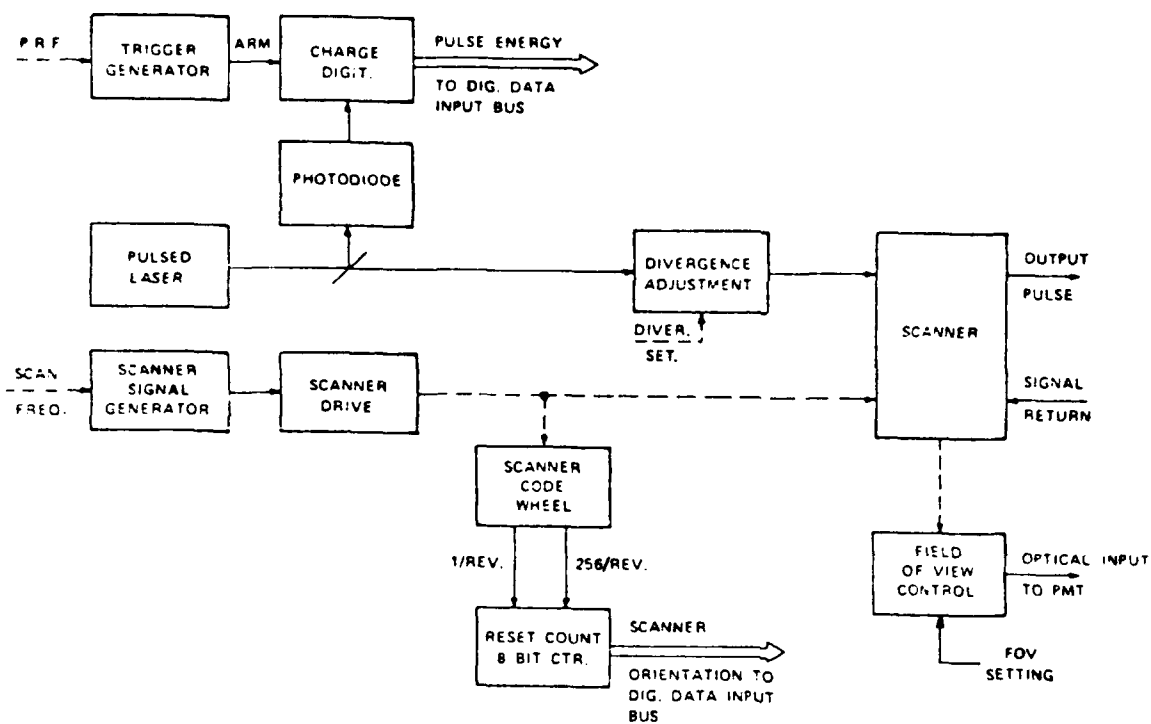 P.R.F.
TRIGGER
GENERATOR
ARM
CHARGE
DIGIT.
PULSE ENERGY
TO DIG. DATA
INPUT BUS
PHOTODIODE
PULSED
LASER
DIVERGENCE
ADJUSTMENT
DIVER.
SET.
SCANNER
OUTPUT
PULSE
SIGNAL
RETURN
SCAN
FREQ.
SCANNER
SIGNAL
GENERATOR
SCANNER
DRIVE
SCANNER
CODE
WHEEL
1/REV.
256/REV.
RESET COUNT
8 BIT CTR.
SCANNER
ORIENTATION TO
DIG. DATA INPUT
BUS
FIELD
OF VIEW
CONTROL
OPTICAL INPUT
TO PMT
FOV
SETTING